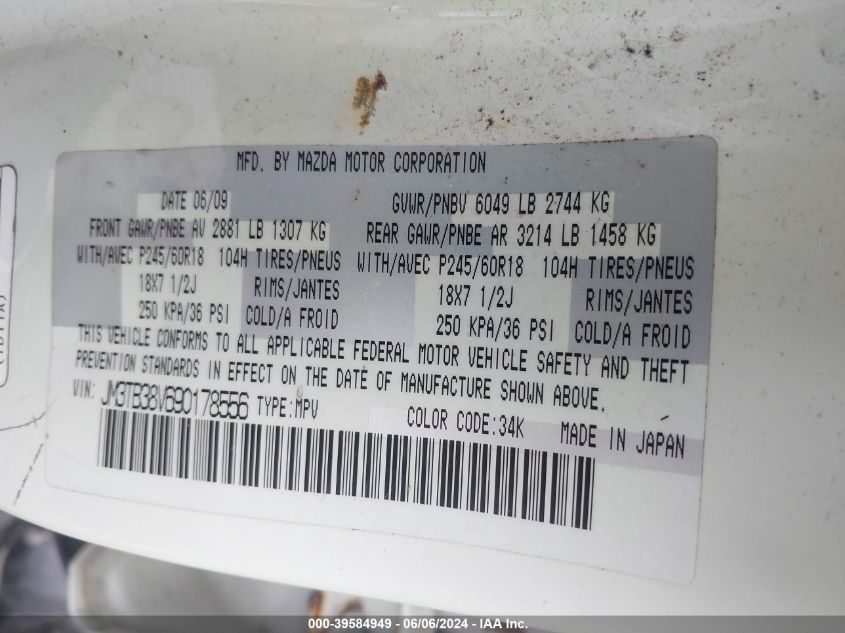 MFD. BY MAZDA MOTOR CORPORATION
DATE 06/09 GVWR/PNBV 6049 LB 2744 KG
FRONT GAWR/PNBE AV 2881 LB 1307 KG REAR GAWR/PNBE AR 3214 LB 1458 KG
WITH/AVEC P245/60R18 104H TIRES/PNEUS WITH/AVEC P245/60R18 104H TIRES/PNEUS
18X7 1/2J RIMS/JANTES 18X7 1/2J RIMS/JANTES
250 KPA/36 PSI COLD/A FROID 250 KPA/36 PSI COLD/A FROID
THIS VEHICLE CONFORMS TO ALL APPLICABLE FEDERAL MOTOR VEHICLE SAFETY AND THEFT
PREVENTION STANDARDS IN EFFECT ON THE DATE OF MANUFACTURE SHOWN ABOVE.
VIN: JM3TB38V690178556 TYPE:MPV COLOR CODE:34K MADE IN JAPAN
000-39584949 - 06/06/2024 - IAA Inc.